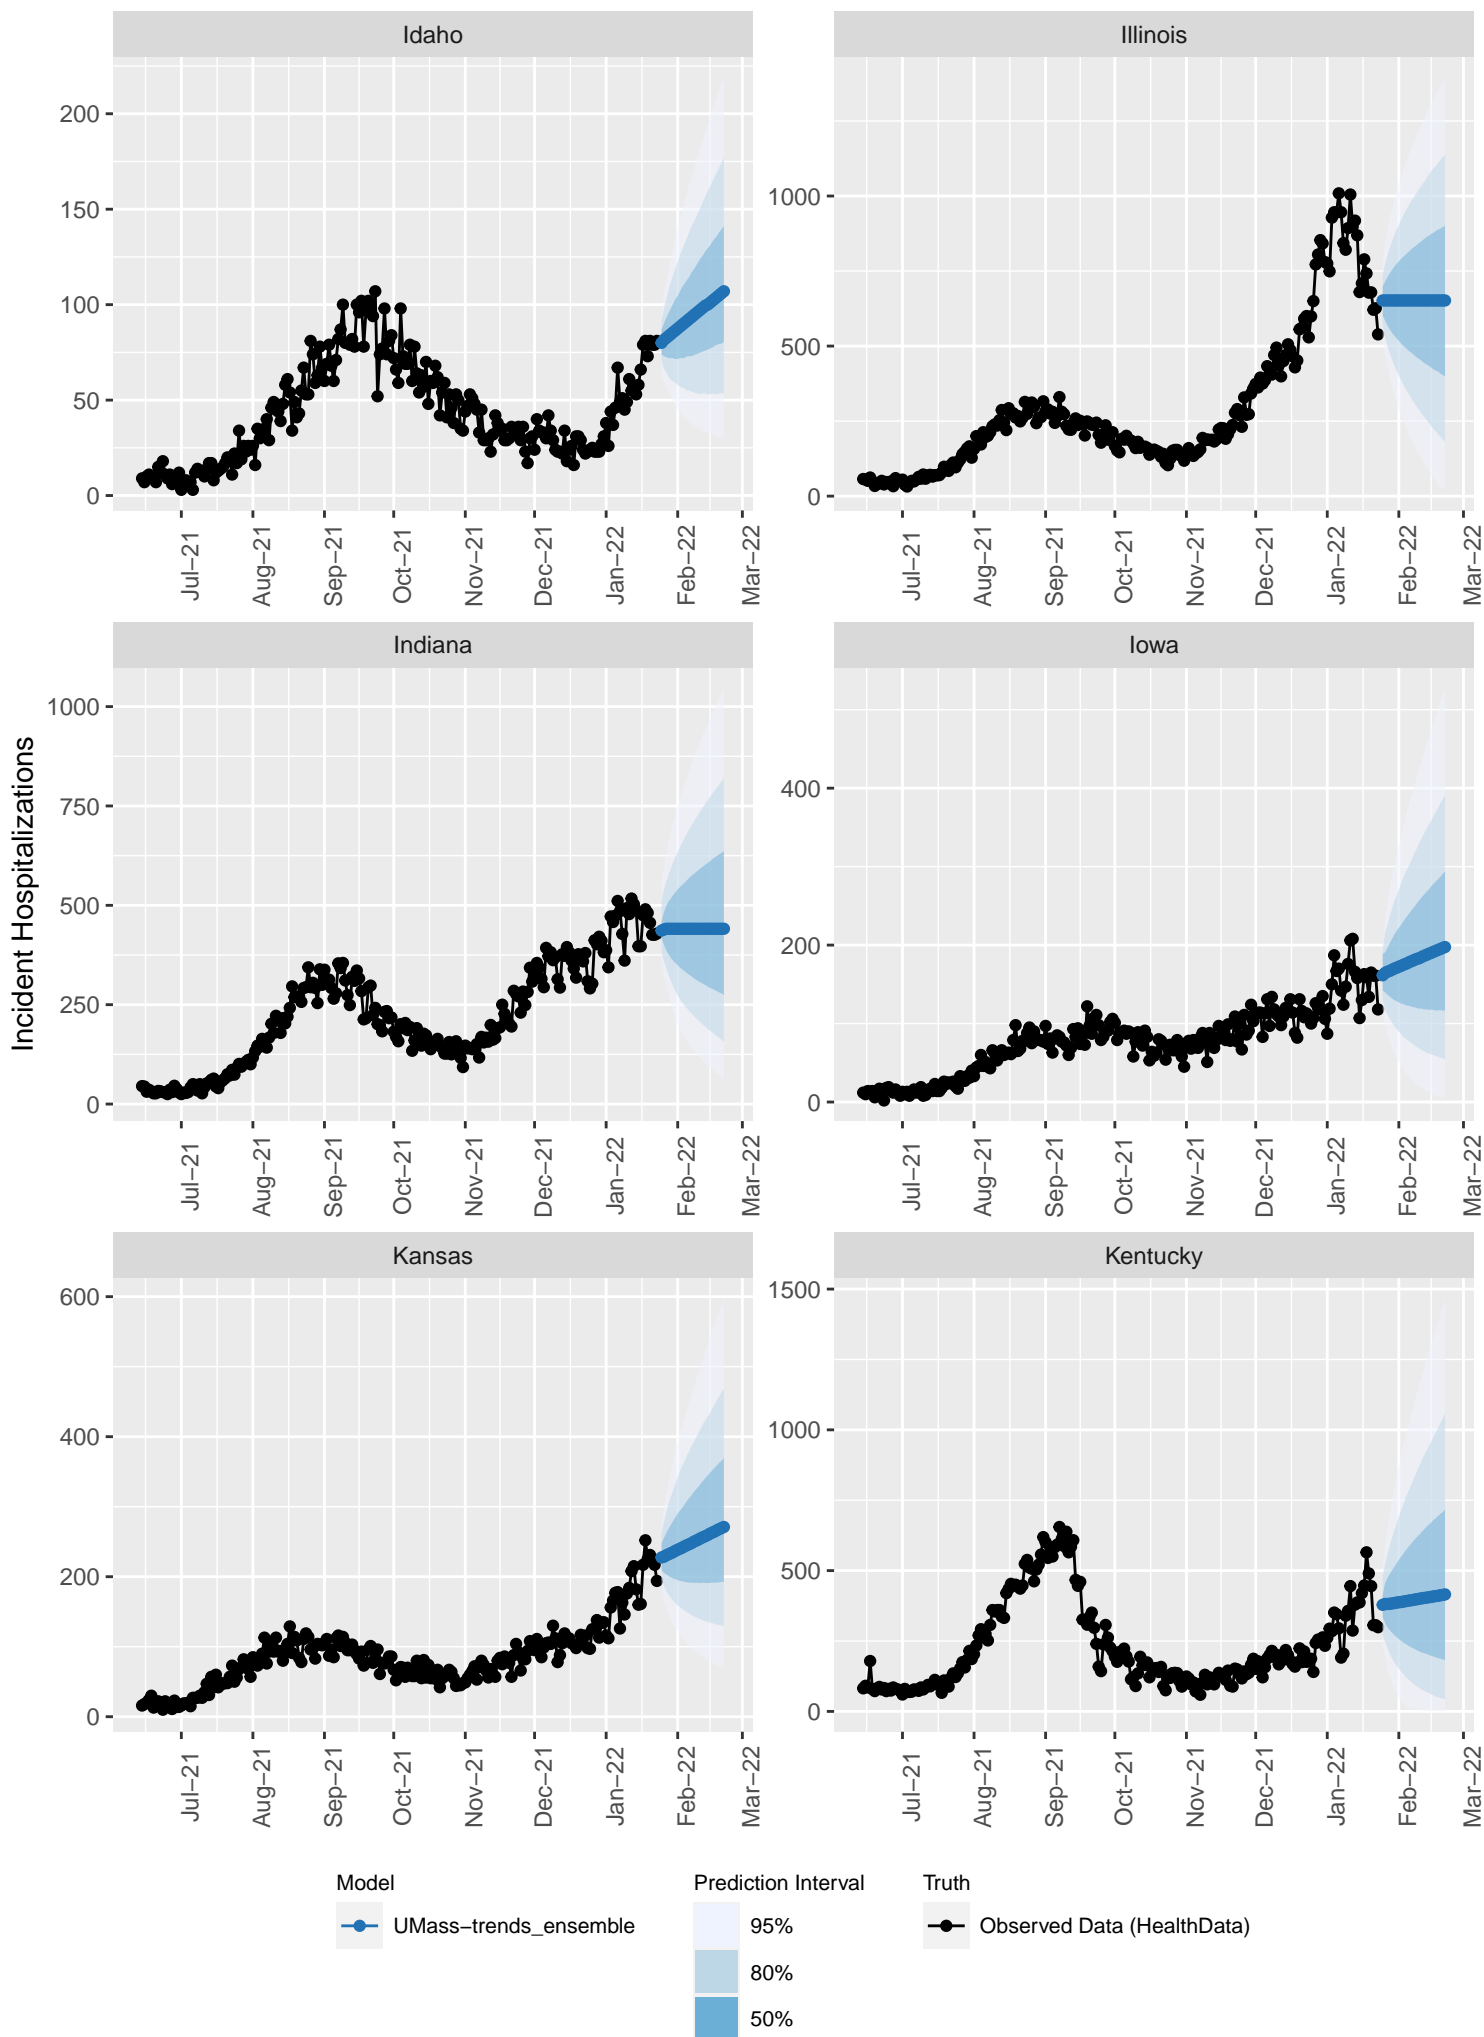 Idaho
Illinois
200
150
100
50
0
1000
500
0
Jul−21
Aug−21
Sep−21
Oct−21
Nov−21
Dec−21
Jan−22
Feb−22
Mar−22
Jul−21
Aug−21
Sep−21
Oct−21
Nov−21
Dec−21
Jan−22
Feb−22
Mar−22
Indiana
Iowa
Incident Hospitalizations
1000
750
500
250
0
400
200
0
Jul−21
Aug−21
Sep−21
Oct−21
Nov−21
Dec−21
Jan−22
Feb−22
Mar−22
Jul−21
Aug−21
Sep−21
Oct−21
Nov−21
Dec−21
Jan−22
Feb−22
Mar−22
Kansas
Kentucky
600
400
200
0
1500
1000
500
0
Jul−21
Aug−21
Sep−21
Oct−21
Nov−21
Dec−21
Jan−22
Feb−22
Mar−22
Jul−21
Aug−21
Sep−21
Oct−21
Nov−21
Dec−21
Jan−22
Feb−22
Mar−22
Model
UMass−trends_ensemble
Prediction Interval
95%
80%
50%
Truth
Observed Data (HealthData)